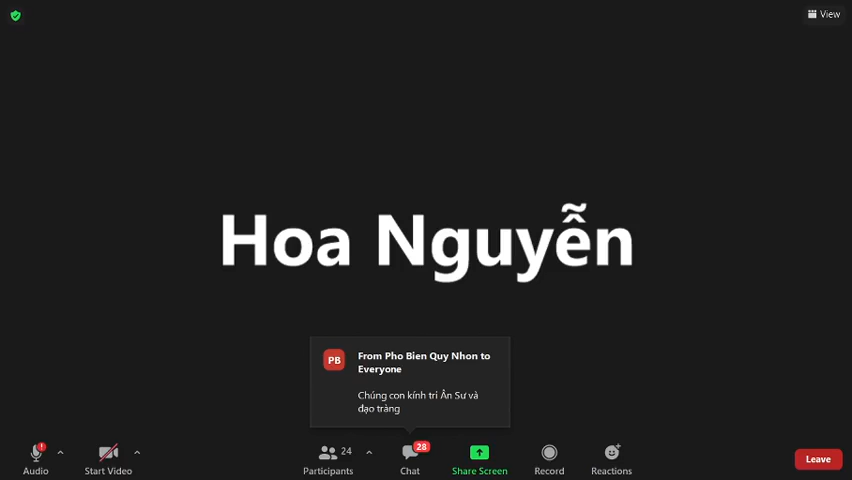 View
Hoa Nguyễn
PB
From Pho Bien Quy Nhon to
Everyone
Chúng con kính tri Ân Sư và
đạo tràng
24
28
Audio
Start Video
Participants
Chat
Share Screen
Record
Reactions
Leave